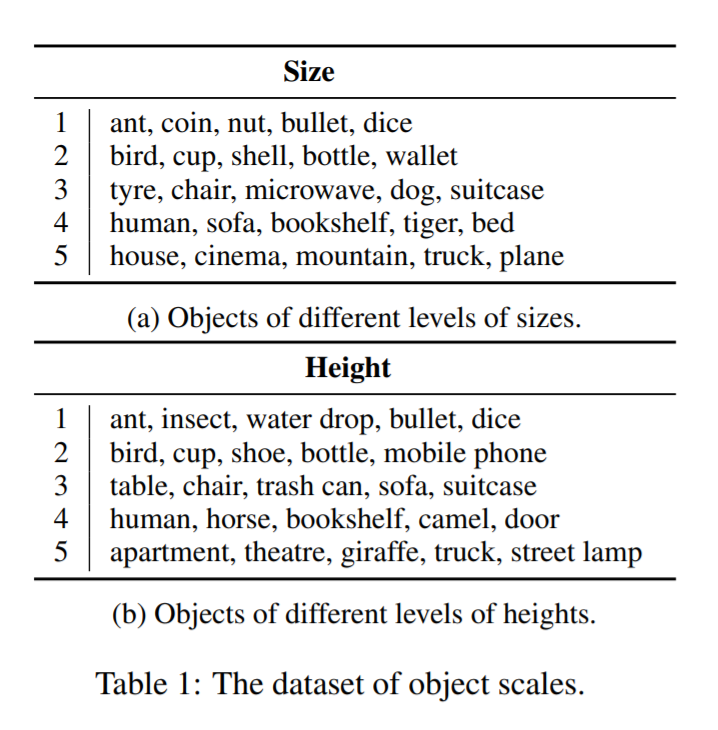 Size
1 ant, coin, nut, bullet, dice
2 bird, cup, shell, bottle, wallet
3 tyre, chair, microwave, dog, suitcase
4 human, sofa, bookshelf, tiger, bed
5 house, cinema, mountain, truck, plane
(a) Objects of different levels of sizes.
Height
1 ant, insect, water drop, bullet, dice
2 bird, cup, shoe, bottle, mobile phone
3 table, chair, trash can, sofa, suitcase
4 human, horse, bookshelf, camel, door
5 apartment, theatre, giraffe, truck, street lamp
(b) Objects of different levels of heights.
Table 1: The dataset of object scales.